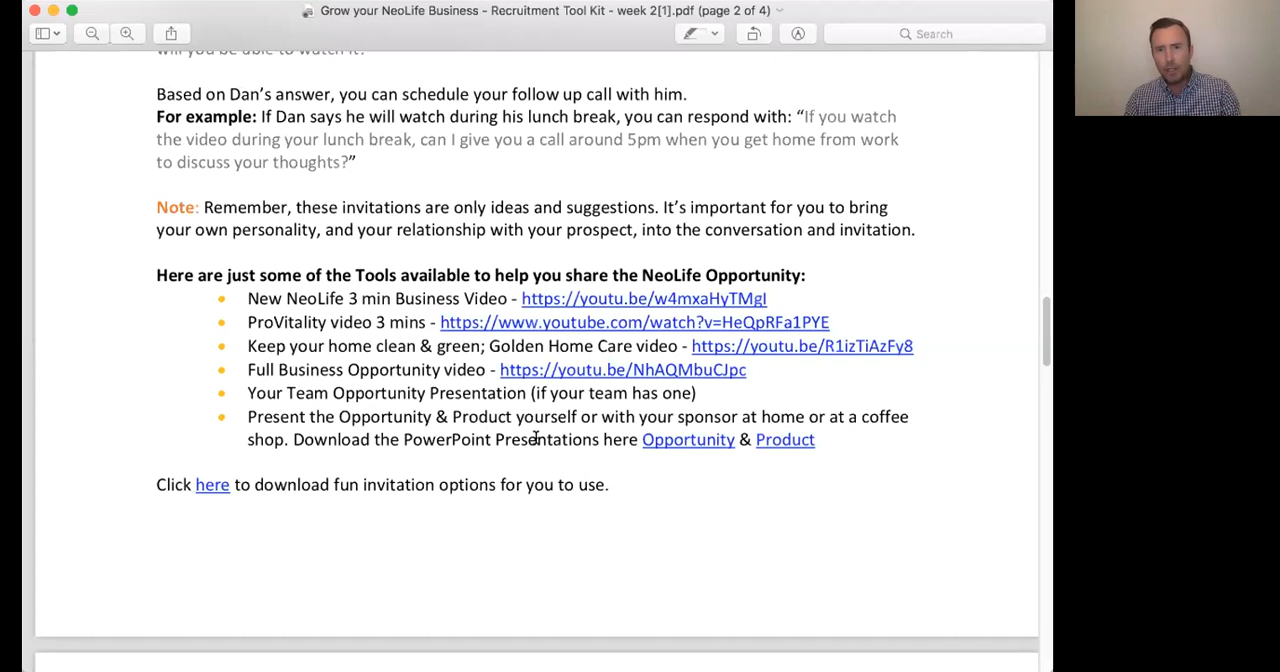 Grow your NeoLife Business - Recruitment Tool Kit - week 2[1].pdf (page 2 of 4)
Search
will you be able to watch it?
Based on Dan’s answer, you can schedule your follow up call with him.
For example: If Dan says he will watch during his lunch break, you can respond with: “If you watch
the video during your lunch break, can I give you a call around 5pm when you get home from work
to discuss your thoughts?”
Note: Remember, these invitations are only ideas and suggestions. It’s important for you to bring
your own personality, and your relationship with your prospect, into the conversation and invitation.
Here are just some of the Tools available to help you share the NeoLife Opportunity:
• New NeoLife 3 min Business Video - https://youtu.be/w4mxaHyTMgI
• ProVitality video 3 mins - https://www.youtube.com/watch?v=HeQpRFa1PYE
• Keep your home clean & green; Golden Home Care video - https://youtu.be/R1izTiAzFy8
• Full Business Opportunity video - https://youtu.be/NhAQMbuCJpc
• Your Team Opportunity Presentation (if your team has one)
• Present the Opportunity & Product yourself or with your sponsor at home or at a coffee
shop. Download the PowerPoint Presentations here Opportunity & Product
Click here to download fun invitation options for you to use.